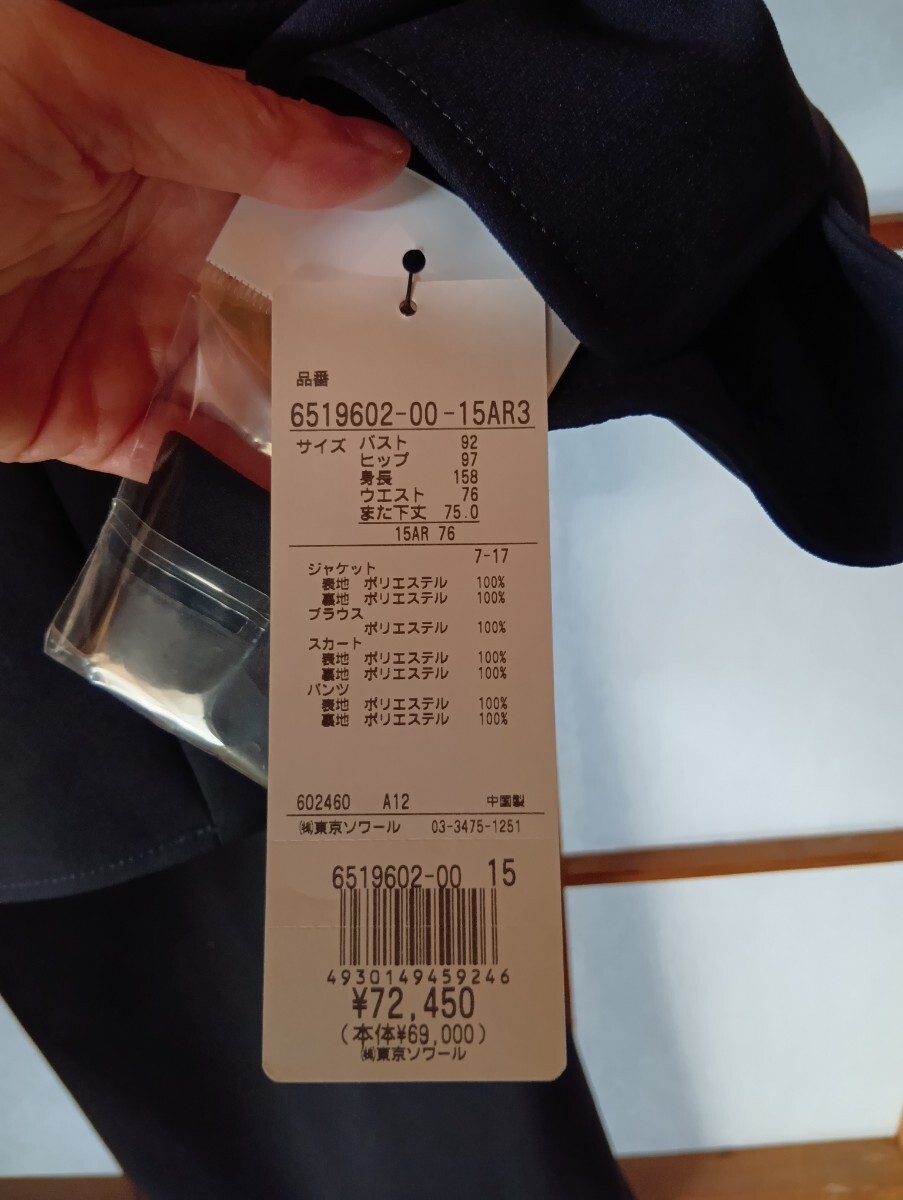 品番
6519602-00-15AR3
サイズ バスト 92
ヒップ 97
身長 158
ウエスト 76
また下丈 75.0
15AR 76
7-17
ジャケット
表地 ポリエステル 100%
裏地 ポリエステル 100%
ブラウス
ポリエステル 100%
スカート
表地 ポリエステル 100%
裏地 ポリエステル 100%
パンツ
表地 ポリエステル 100%
裏地 ポリエステル 100%
602460 A12 中国製
㈱東京ソワール 03-3475-1251
6519602-00 15
4930149459246
¥72,450
(本体¥69,000)
㈱東京ソワール